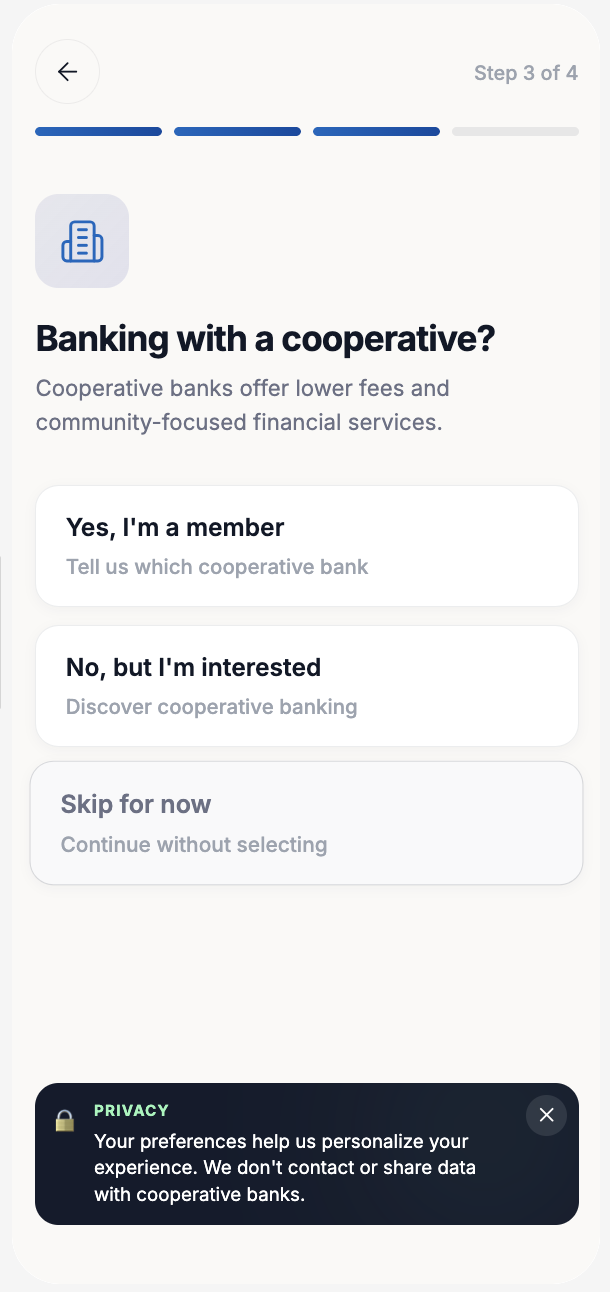 Step 3 of 4
Banking with a cooperative?
Cooperative banks offer lower fees and
community-focused financial services.
Yes, I'm a member
Tell us which cooperative bank
No, but I'm interested
Discover cooperative banking
Skip for now
Continue without selecting
PRIVACY
Your preferences help us personalize your
experience. We don't contact or share data
with cooperative banks.